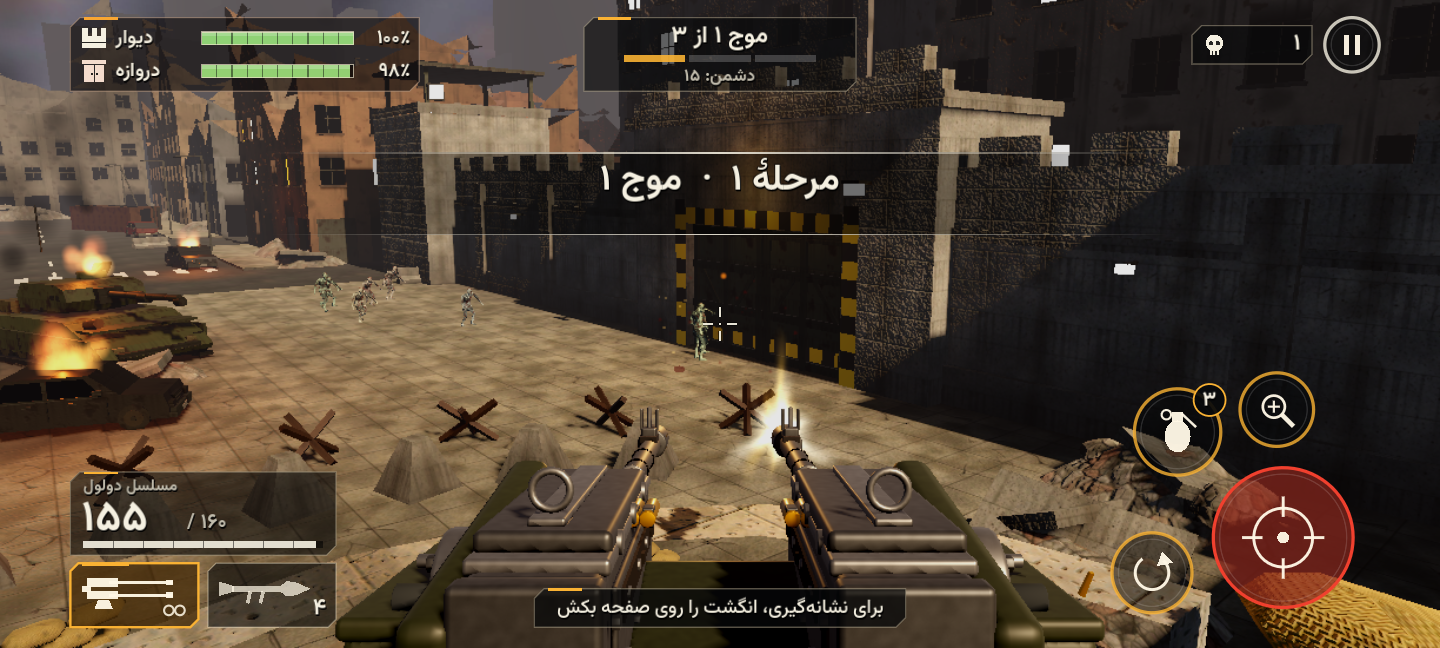 دیوار ۱۰۰٪
دروازه ۹۸٪
موج ۱ از ۳
دشمن: ۱۵
۱
مرحلهٔ ۱ · موج ۱
۳
مسلسل دولول
۱۵۵ / ۱۶۰
∞
۴
برای نشانه‌گیری، انگشت را روی صفحه بکش